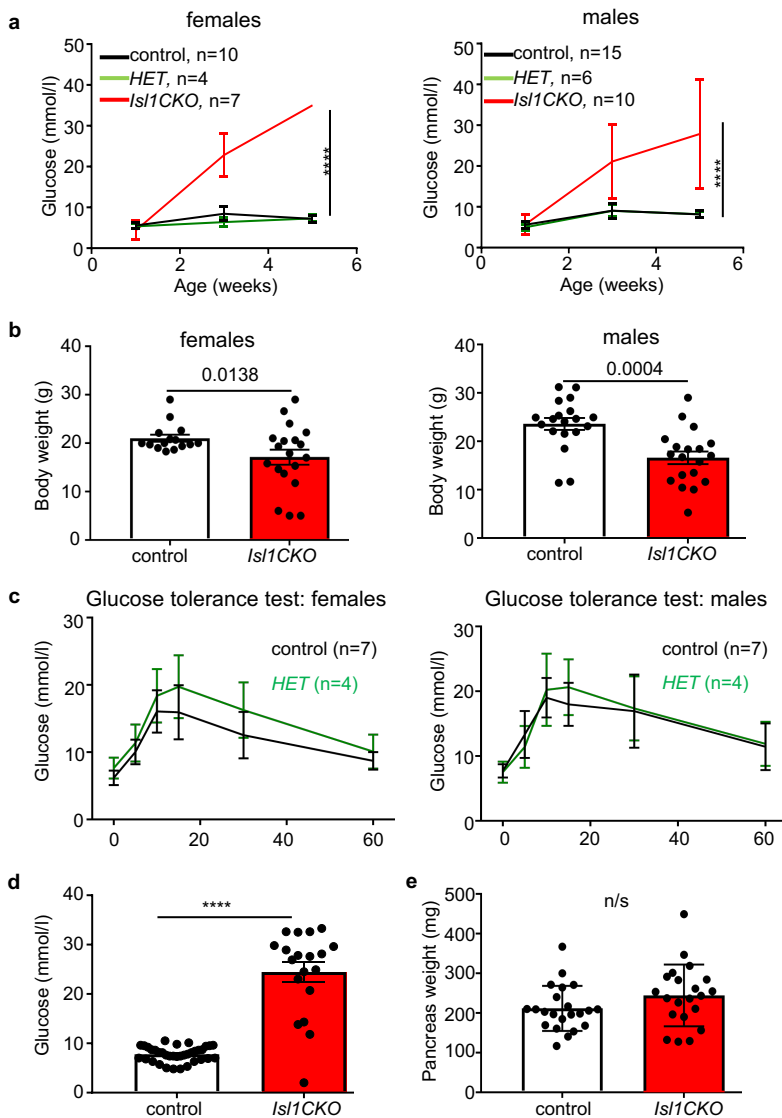 a
females
control, n=10
HET, n=4
Isl1CKO, n=7
Glucose (mmol/l)
50
40
30
20
10
0
0
2
4
6
Age (weeks)
****
males
control, n=15
HET, n=6
Isl1CKO, n=10
Glucose (mmol/l)
50
40
30
20
10
0
0
2
4
6
Age (weeks)
****
b
females
0.0138
Body weight (g)
40
30
20
10
0
control
Isl1CKO
males
0.0004
Body weight (g)
40
30
20
10
0
control
Isl1CKO
c
Glucose tolerance test: females
control (n=7)
HET (n=4)
Glucose (mmol/l)
30
20
10
0
0
20
40
60
Glucose tolerance test: males
control (n=7)
HET (n=4)
Glucose (mmol/l)
30
20
10
0
0
20
40
60
d
****
Glucose (mmol/l)
40
30
20
10
0
control
Isl1CKO
e
n/s
Pancreas weight (mg)
500
400
300
200
100
0
control
Isl1CKO